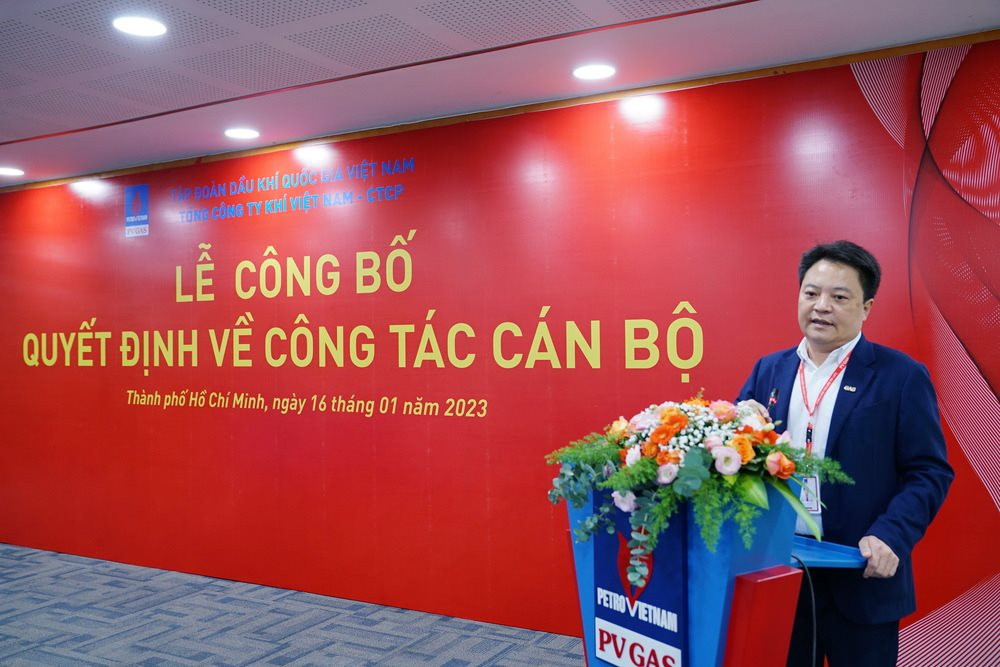 TẬP ĐOÀN DẦU KHÍ QUỐC GIA VIỆT NAM
TỔNG CÔNG TY KHÍ VIỆT NAM - CTCP
PETROVIETNAM
PV GAS
LỄ CÔNG BỐ
QUYẾT ĐỊNH VỀ CÔNG TÁC CÁN BỘ
Thành phố Hồ Chí Minh, ngày 16 tháng 01 năm 2023
PETROVIETNAM
PV GAS